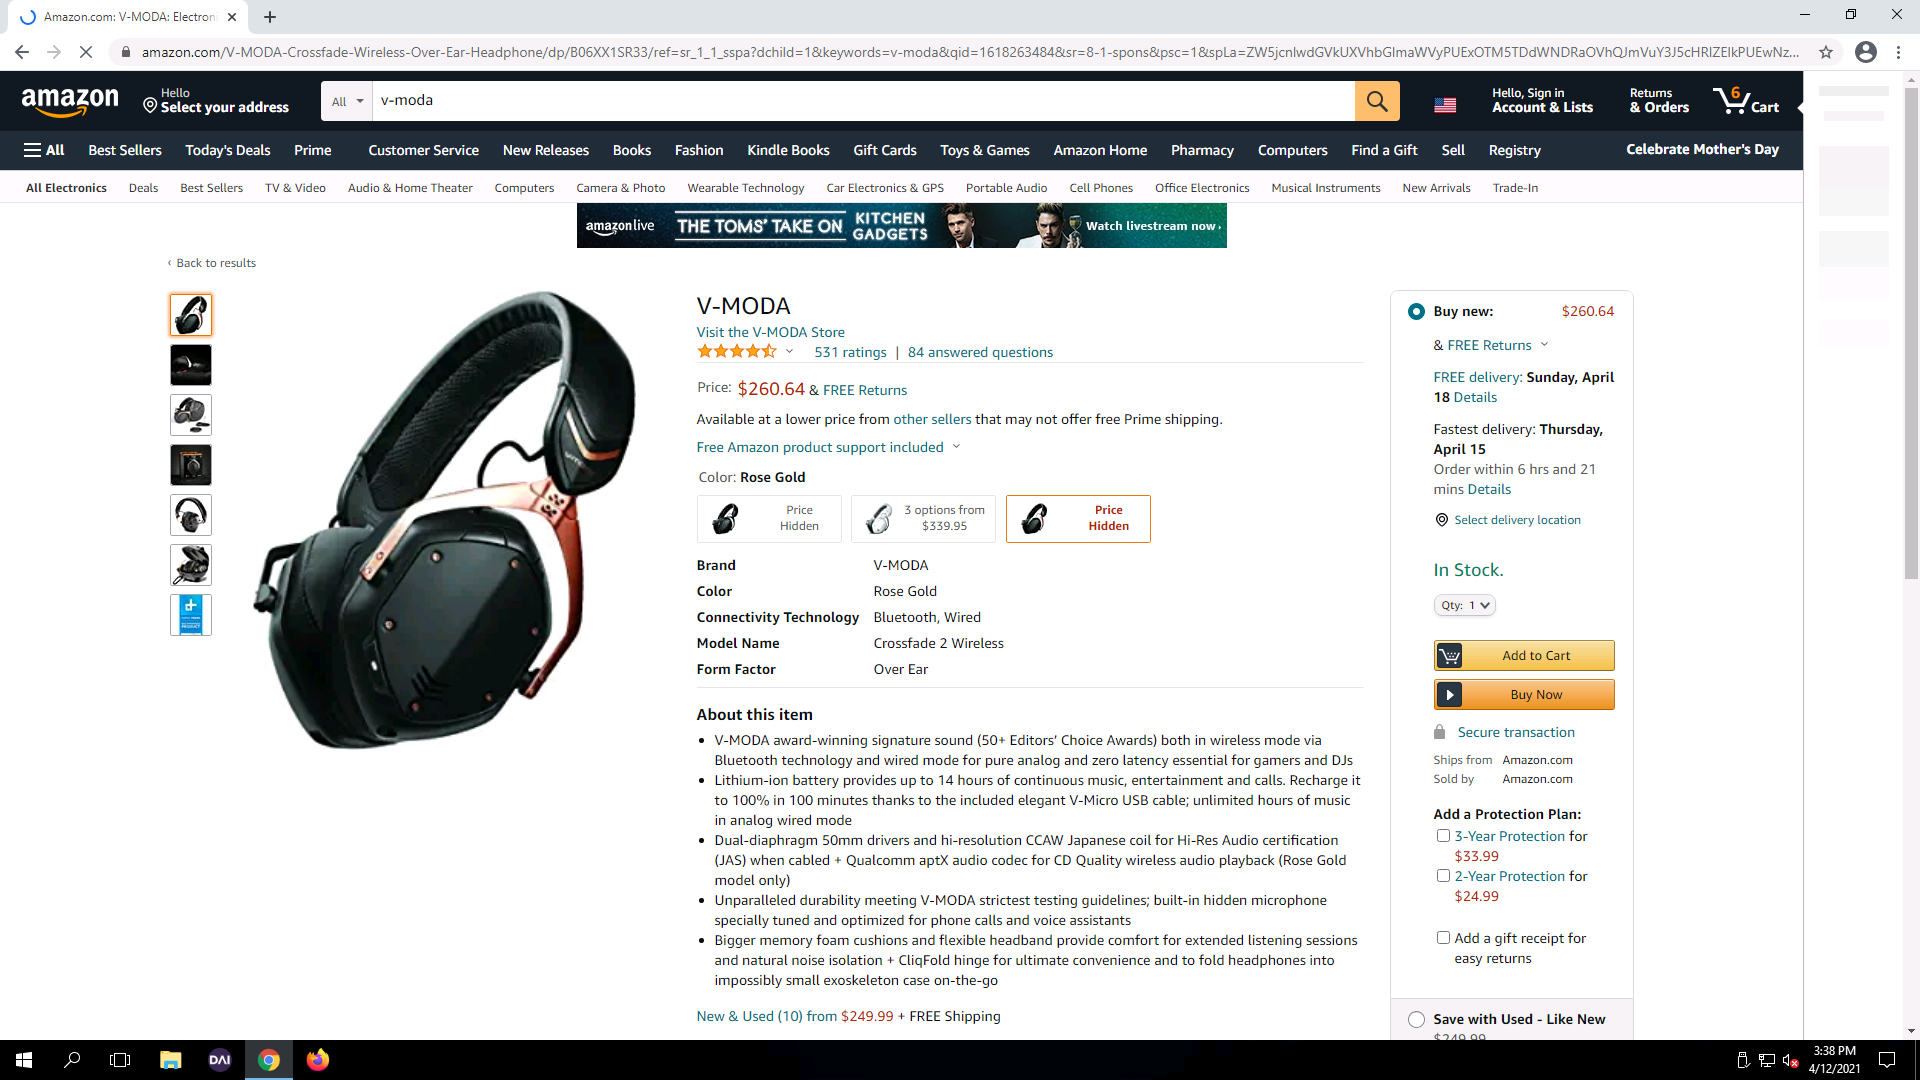 Amazon.com: V-MODA: Electron
amazon.com/V-MODA-Crossfade-Wireless-Over-Ear-Headphone/dp/B06XX1SR33/ref=sr_1_1_sspa?dchild=1&keywords=v-moda&qid=1618263484&sr=8-1-spons&psc=1&spLa=
amazon
Hello
Select your address
All
v-moda
Hello, Sign in
Account & Lists
Returns
& Orders
6
Cart
All
Best Sellers
Today's Deals
Prime
Customer Service
New Releases
Books
Fashion
Kindle Books
Gift Cards
Toys & Games
Amazon Home
Pharmacy
Computers
Find a Gift
Sell
Registry
Celebrate Mother's Day
All Electronics
Deals
Best Sellers
TV & Video
Audio & Home Theater
Computers
Camera & Photo
Wearable Technology
Car Electronics & GPS
Portable Audio
Cell Phones
Office Electronics
Musical Instruments
New Arrivals
Trade-In
amazonlive
THE TOMS' TAKE ON
KITCHEN
GADGETS
Watch livestream now ›
‹ Back to results
V-MODA
Visit the V-MODA Store
531 ratings | 84 answered questions
Price: $260.64 & FREE Returns
Available at a lower price from other sellers that may not offer free Prime shipping.
Free Amazon product support included
Color: Rose Gold
Price
Hidden
3 options from
$339.95
Price
Hidden
Brand V-MODA
Color Rose Gold
Connectivity Technology Bluetooth, Wired
Model Name Crossfade 2 Wireless
Form Factor Over Ear
About this item
• V-MODA award-winning signature sound (50+ Editors’ Choice Awards) both in wireless mode via
Bluetooth technology and wired mode for pure analog and zero latency essential for gamers and DJs
• Lithium-ion battery provides up to 14 hours of continuous music, entertainment and calls. Recharge it
to 100% in 100 minutes thanks to the included elegant V-Micro USB cable; unlimited hours of music
in analog wired mode
• Dual-diaphragm 50mm drivers and hi-resolution CCAW Japanese coil for Hi-Res Audio certification
(JAS) when cabled + Qualcomm aptX audio codec for CD Quality wireless audio playback (Rose Gold
model only)
• Unparalleled durability meeting V-MODA strictest testing guidelines; built-in hidden microphone
specially tuned and optimized for phone calls and voice assistants
• Bigger memory foam cushions and flexible headband provide comfort for extended listening sessions
and natural noise isolation + CliqFold hinge for ultimate convenience and to fold headphones into
impossibly small exoskeleton case on-the-go
New & Used (10) from $249.99 + FREE Shipping
Buy new: $260.64
& FREE Returns
FREE delivery: Sunday, April
18 Details
Fastest delivery: Thursday,
April 15
Order within 6 hrs and 21
mins Details
Select delivery location
In Stock.
Qty: 1
Add to Cart
Buy Now
Secure transaction
Ships from Amazon.com
Sold by Amazon.com
Add a Protection Plan:
3-Year Protection for
$33.99
2-Year Protection for
$24.99
Add a gift receipt for
easy returns
Save with Used - Like New
$249.99
DAI
3:38 PM
4/12/2021